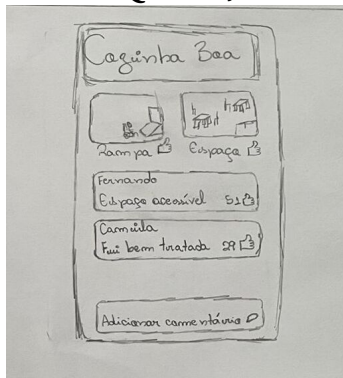 Cozinha Boa
Rampa
Espaço
Fernando
Espaço acessível 51
Camila
Fui bem tratada 29
Adicionar comentário